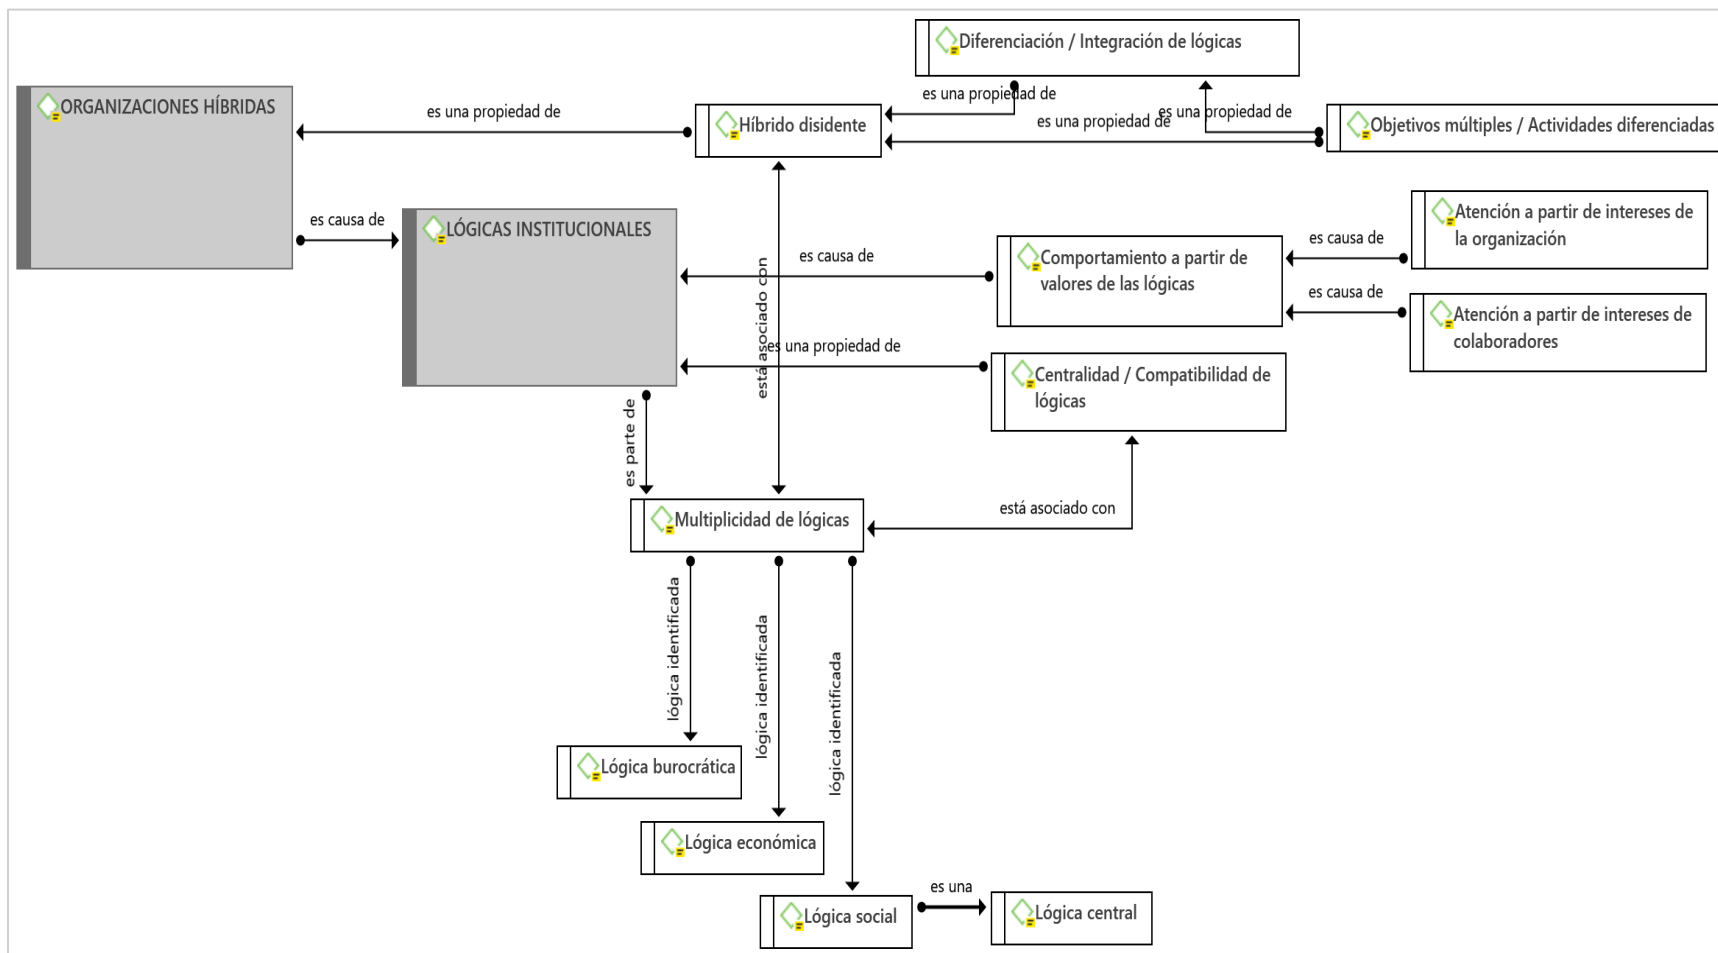 Diferenciación / Integración de lógicas
ORGANIZACIONES HÍBRIDAS
es una propiedad de
Híbrido disidente
es una propiedad de
es una propiedad de
es una propiedad de
Objetivos múltiples / Actividades diferenciadas
es causa de
LÓGICAS INSTITUCIONALES
es causa de
Comportamiento a partir de
valores de las lógicas
es causa de
Atención a partir de intereses de
la organización
es causa de
Atención a partir de intereses de
colaboradores
está asociado con
es una propiedad de
Centralidad / Compatibilidad de
lógicas
es parte de
Multiplicidad de lógicas
está asociado con
lógica identificada
lógica identificada
lógica identificada
Lógica burocrática
Lógica económica
Lógica social
es una
Lógica central